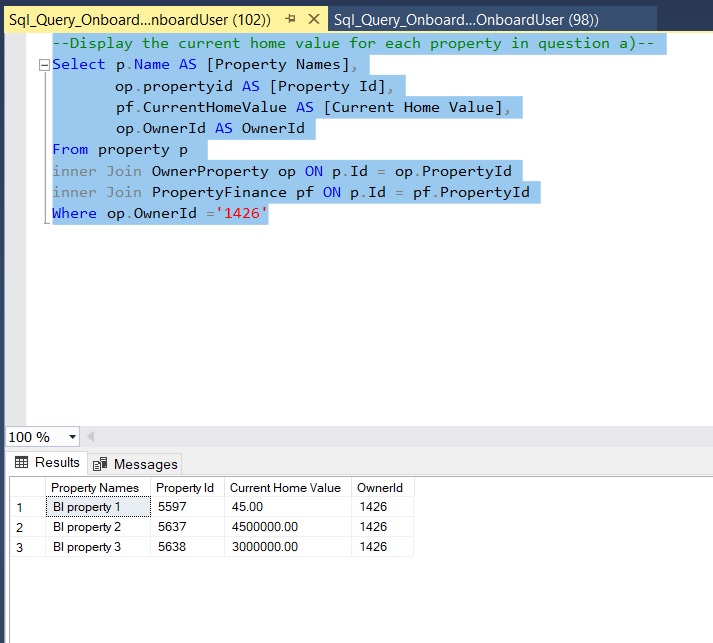 Sql_Query_Onboard...nboardUser (102))
Sql_Query_Onboard...OnboardUser (98))
--Display the current home value for each property in question a)--
Select p.Name AS [Property Names],
op.propertyid AS [Property Id],
pf.CurrentHomeValue AS [Current Home Value],
op.OwnerId AS OwnerId
From property p
inner Join OwnerProperty op ON p.Id = op.PropertyId
inner Join PropertyFinance pf ON p.Id = pf.PropertyId
Where op.OwnerId ='1426'
100 %
Results Messages
Property Names Property Id Current Home Value OwnerId
1 BI property 1 5597 45.00 1426
2 BI property 2 5637 4500000.00 1426
3 BI property 3 5638 3000000.00 1426